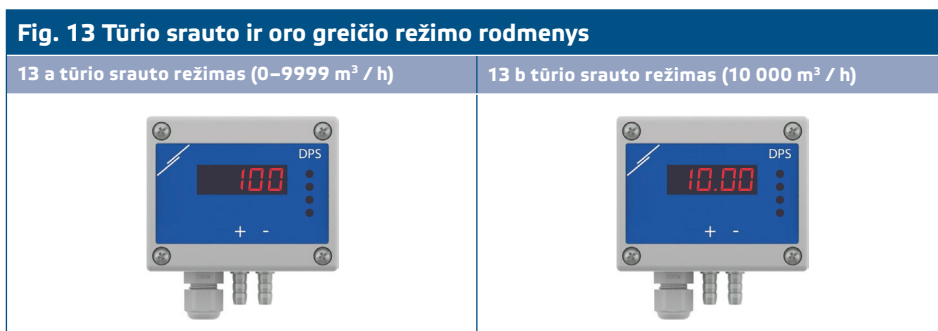 Fig. 13 Tūrio srauto ir oro greičio režimo rodmenys
13 a tūrio srauto režimas (0–9999 m³ / h)
13 b tūrio srauto režimas (10 000 m³ / h)
DPS
100
+ -
DPS
10.00
+ -